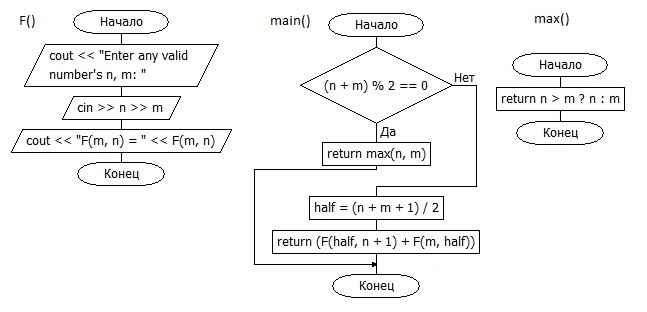 F()
Начало
cout << "Enter any valid
number's n, m: "
cin >> n >> m
cout << "F(m, n) = " << F(m, n)
Конец
main()
Начало
(n + m) % 2 == 0
Нет
Да
return max(n, m)
half = (n + m + 1) / 2
return (F(half, n + 1) + F(m, half))
Конец
max()
Начало
return n > m ? n : m
Конец